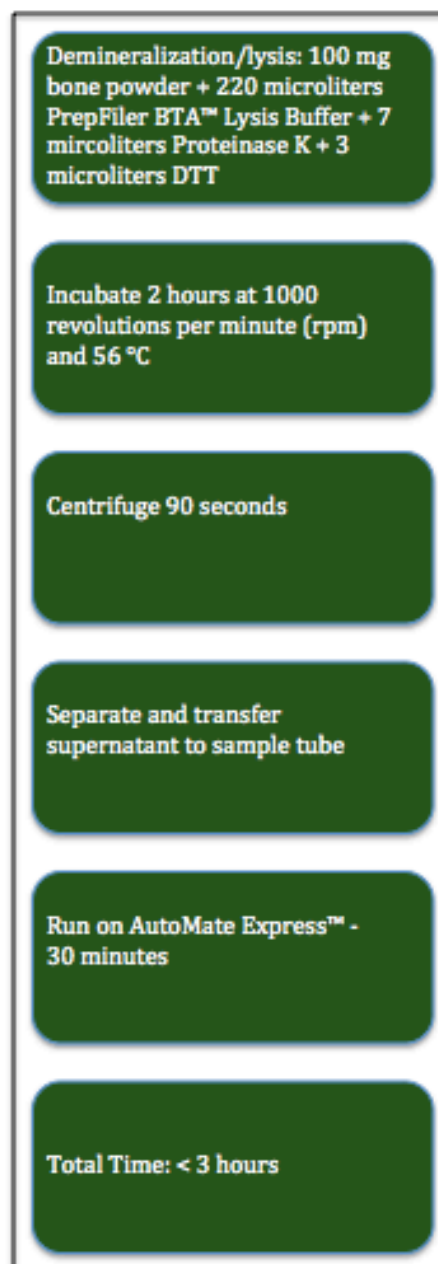 Demineralization/lysis: 100 mg
bone powder + 220 microliters
PrepFiler BTA™ Lysis Buffer + 7
mircoliters Proteinase K + 3
microliters DTT
Incubate 2 hours at 1000
revolutions per minute (rpm)
and 56 °C
Centrifuge 90 seconds
Separate and transfer
supernatant to sample tube
Run on AutoMate Express™ -
30 minutes
Total Time: < 3 hours